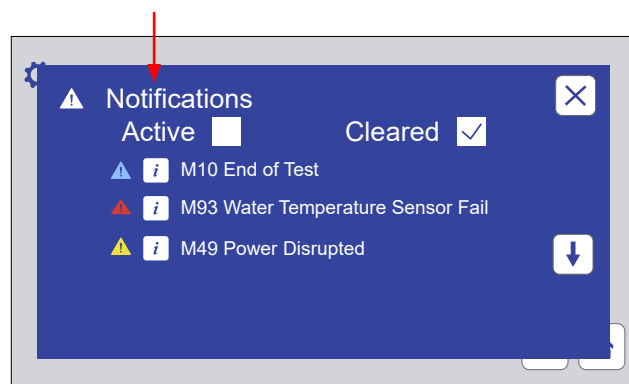 Notifications
Active Cleared
i M10 End of Test
i M93 Water Temperature Sensor Fail
i M49 Power Disrupted